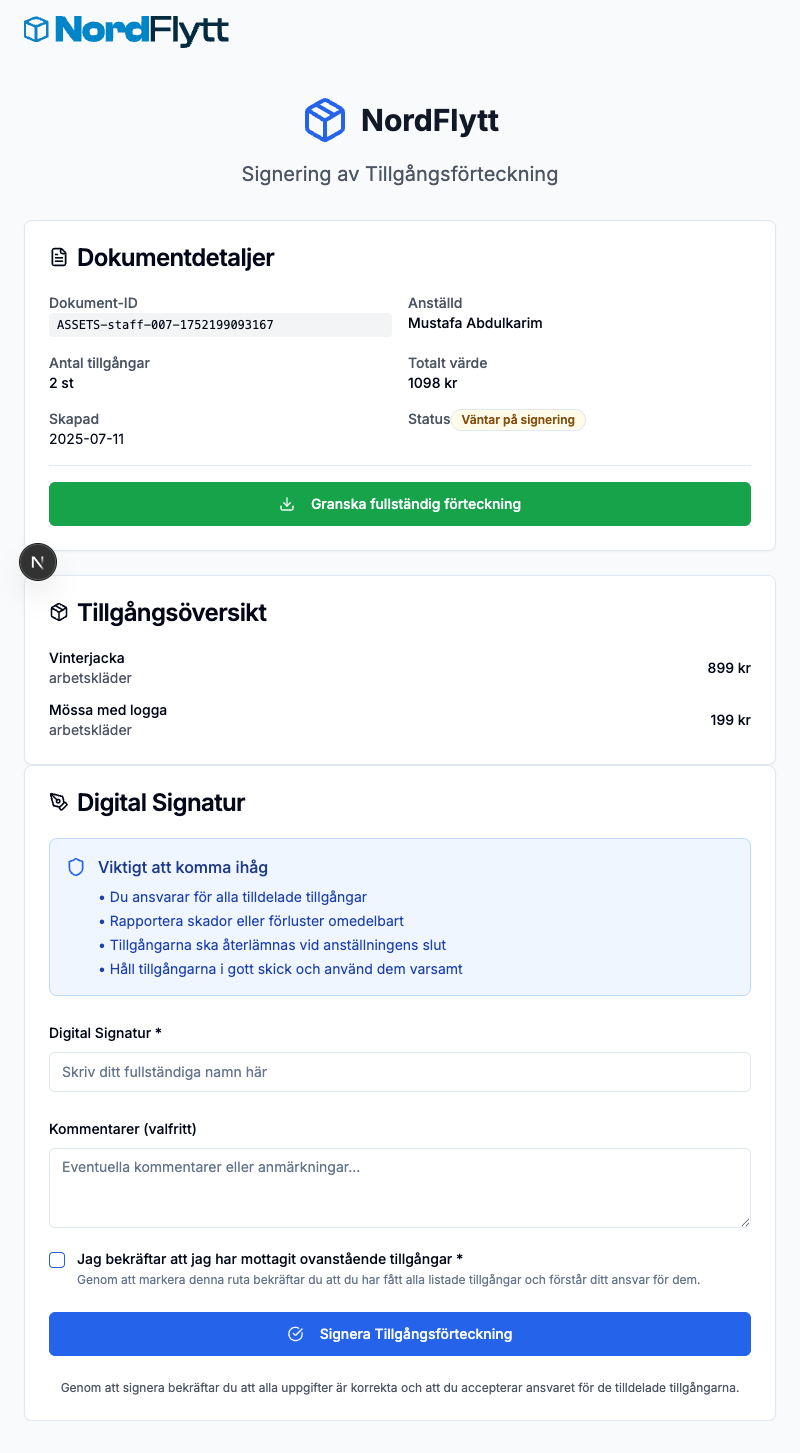 NordFlytt
NordFlytt
Signering av Tillgångsförteckning
Dokumentdetaljer
Dokument-ID
ASSETS-staff-007-1752199093167
Anställd
Mustafa Abdulkarim
Antal tillgångar
2 st
Totalt värde
1098 kr
Skapad
2025-07-11
Status Väntar på signering
Granska fullständig förteckning
N
Tillgångsöversikt
Vinterjacka
arbetskläder
899 kr
Mössa med logga
arbetskläder
199 kr
Digital Signatur
Viktigt att komma ihåg
• Du ansvarar för alla tilldelade tillgångar
• Rapportera skador eller förluster omedelbart
• Tillgångarna ska återlämnas vid anställningens slut
• Håll tillgångarna i gott skick och använd dem varsamt
Digital Signatur *
Skriv ditt fullständiga namn här
Kommentarer (valfritt)
Eventuella kommentarer eller anmärkningar...
Jag bekräftar att jag har mottagit ovanstående tillgångar *
Genom att markera denna ruta bekräftar du att du har fått alla listade tillgångar och förstår ditt ansvar för dem.
Signera Tillgångsförteckning
Genom att signera bekräftar du att alla uppgifter är korrekta och att du accepterar ansvaret för de tilldelade tillgångarna.